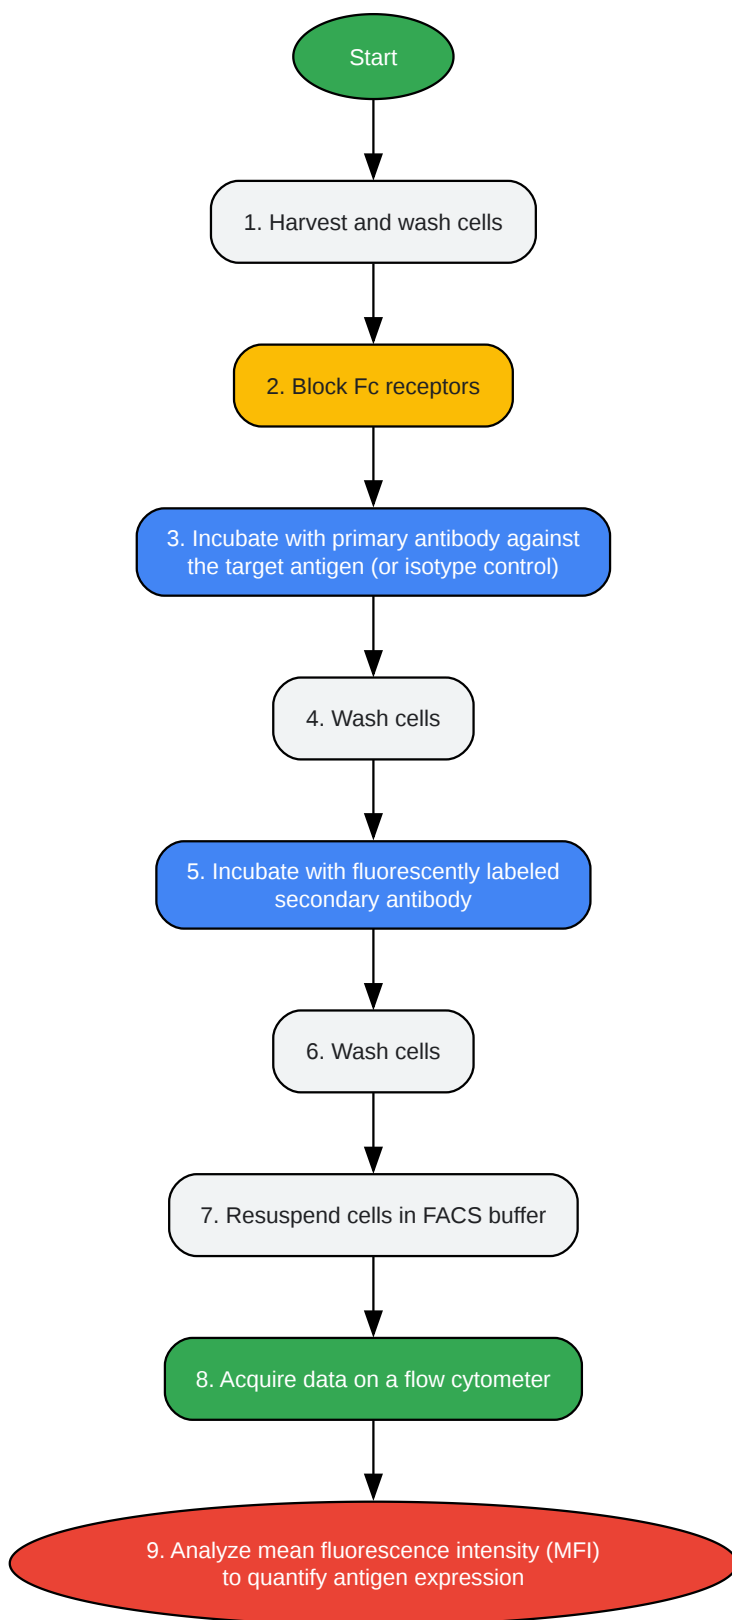 Start
1. Harvest and wash cells
2. Block Fc receptors
3. Incubate with primary antibody against
the target antigen (or isotype control)
4. Wash cells
5. Incubate with fluorescently labeled
secondary antibody
6. Wash cells
7. Resuspend cells in FACS buffer
8. Acquire data on a flow cytometer
9. Analyze mean fluorescence intensity (MFI)
to quantify antigen expression